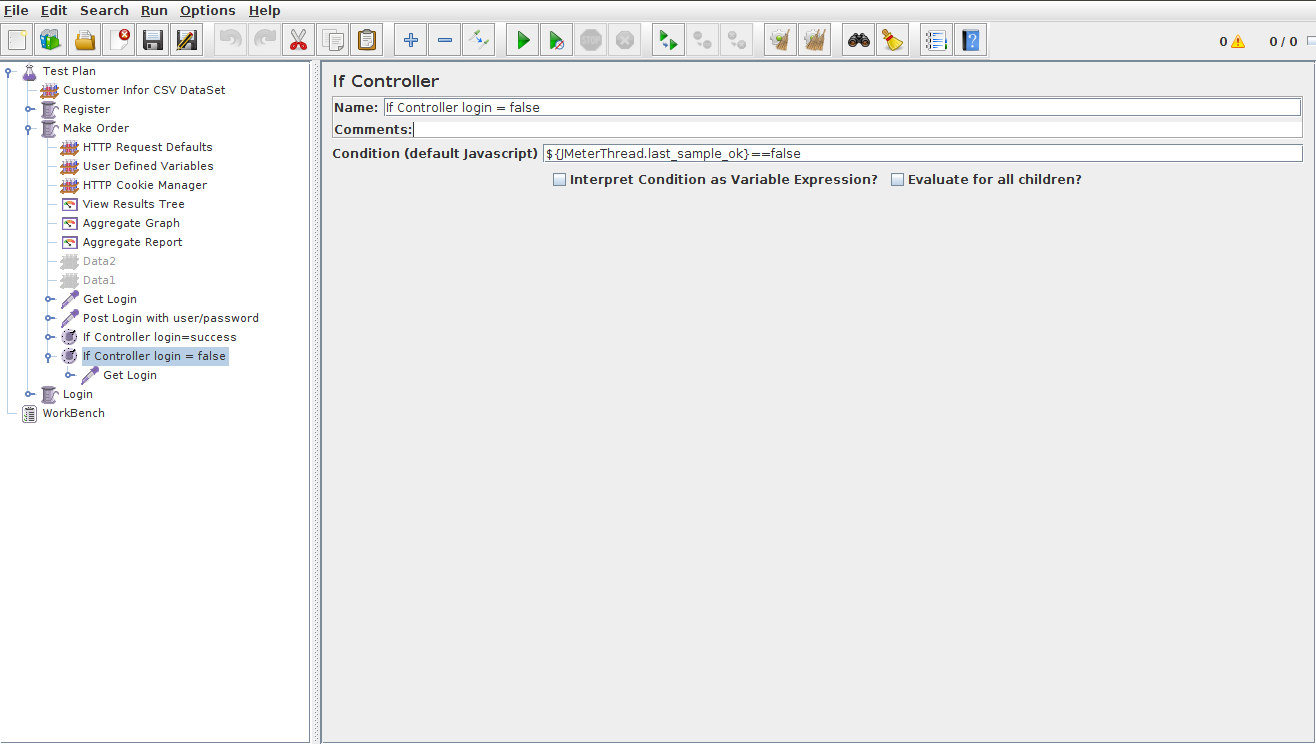 File Edit Search Run Options Help
STOP
0 0 / 0
Test Plan
Customer Infor CSV DataSet
Register
Make Order
HTTP Request Defaults
User Defined Variables
HTTP Cookie Manager
View Results Tree
Aggregate Graph
Aggregate Report
Data2
Data1
Get Login
Post Login with user/password
If Controller login=success
If Controller login = false
Get Login
Login
WorkBench
If Controller
Name: If Controller login = false
Comments:
Condition (default Javascript) ${JMeterThread.last_sample_ok}==false
Interpret Condition as Variable Expression? Evaluate for all children?